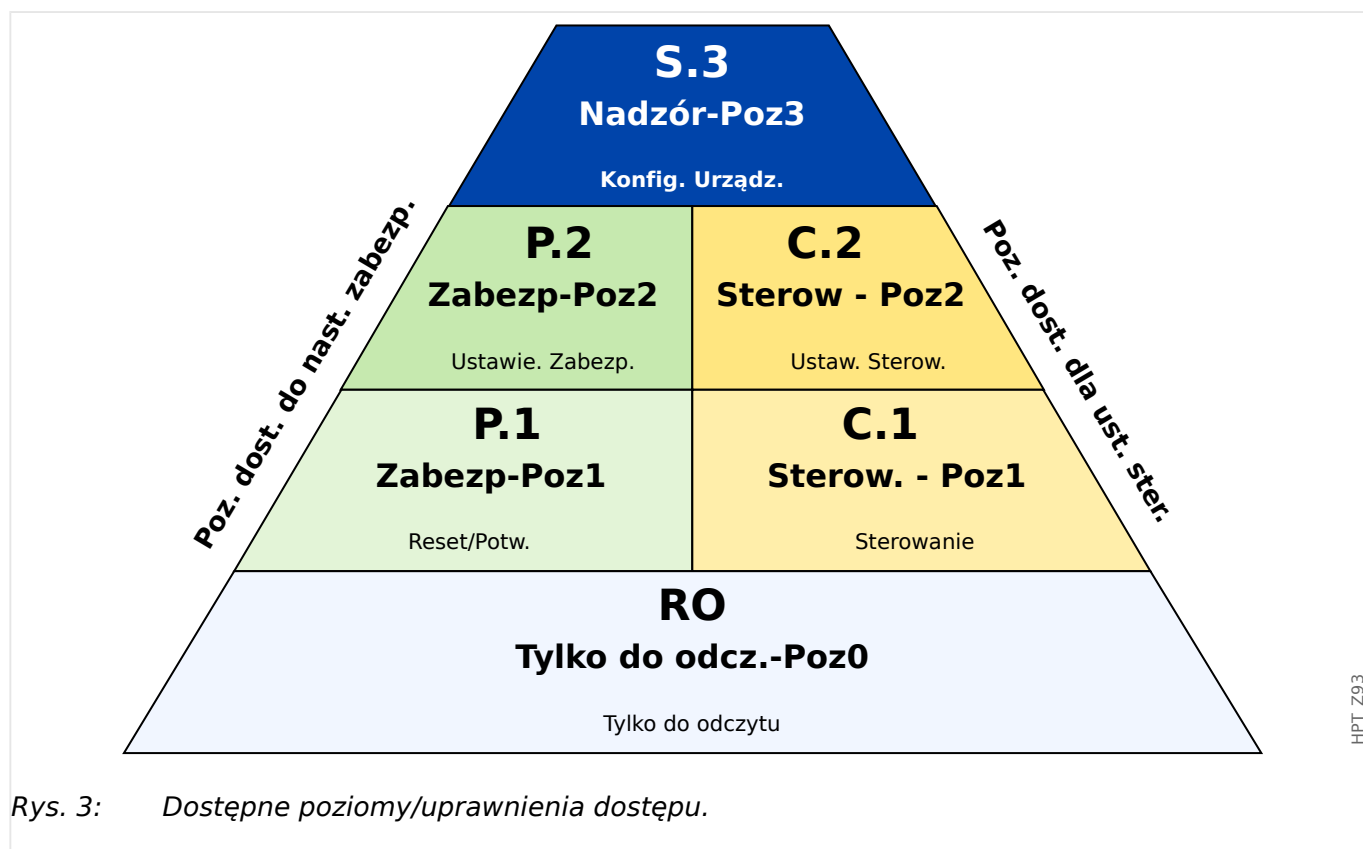 S.3
Nadzór-Poz3
Konfig. Urządz.
Poz. dost. do nast. zabezp.
P.2
Zabezp-Poz2
Ustawie. Zabezp.
C.2
Sterow - Poz2
Ustaw. Sterow.
Poz. dost. dla ust. ster.
P.1
Zabezp-Poz1
Reset/Potw.
C.1
Sterow. - Poz1
Sterowanie
RO
Tylko do odcz.-Poz0
Tylko do odczytu
HPT_Z93
Rys. 3: Dostępne poziomy/uprawnienia dostępu.